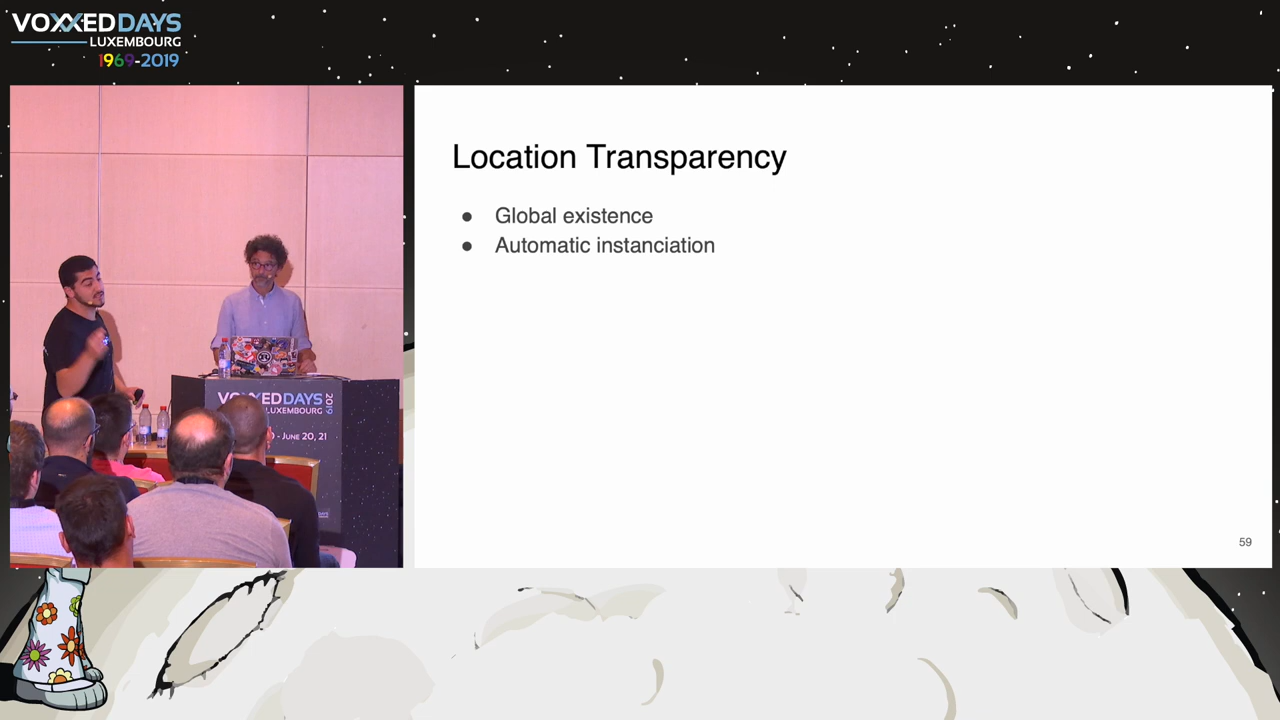 VOXXEDDAYS
LUXEMBOURG
1969-2019
Location Transparency
● Global existence
● Automatic instanciation
59
VOXXEDDAYS
LUXEMBOURG
2019
- JUNE 20, 21